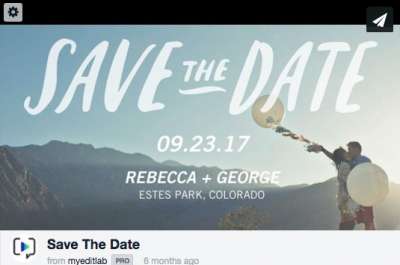 SAVE THE DATE
09.23.17
REBECCA + GEORGE
ESTES PARK, COLORADO
Save The Date
from myeditlab PRO 6 months ago